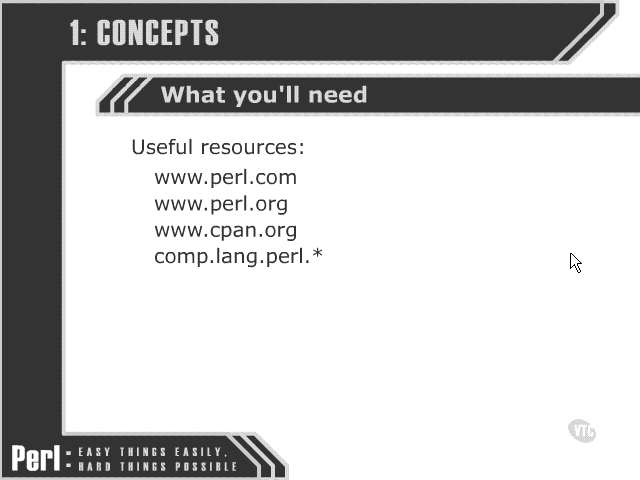 1: CONCEPTS
What you'll need
Useful resources:
www.perl.com
www.perl.org
www.cpan.org
comp.lang.perl.*
VTC
Perl: EASY THINGS EASILY,
HARD THINGS POSSIBLE